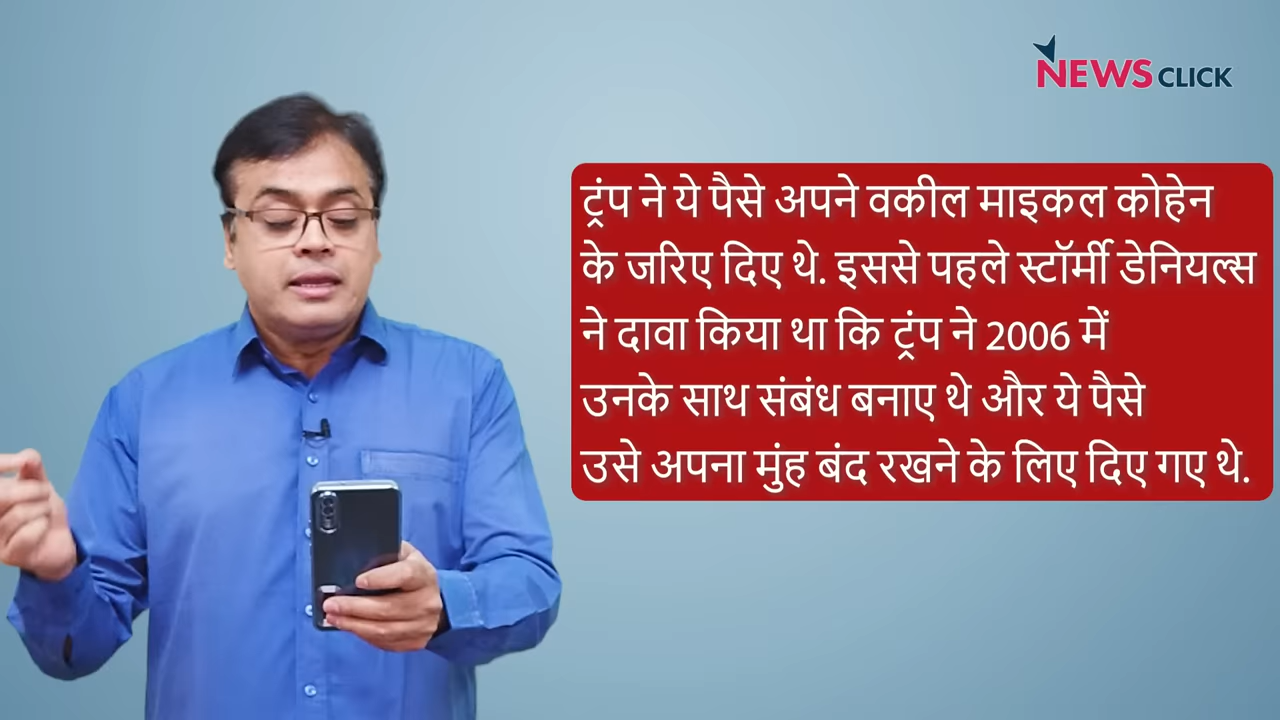 NEWS CLICK
ट्रंप ने ये पैसे अपने वकील माइकल कोहेन
के जरिए दिए थे. इससे पहले स्टॉर्मी डेनियल्स
ने दावा किया था कि ट्रंप ने 2006 में
उनके साथ संबंध बनाए थे और ये पैसे
उसे अपना मुंह बंद रखने के लिए दिए गए थे.